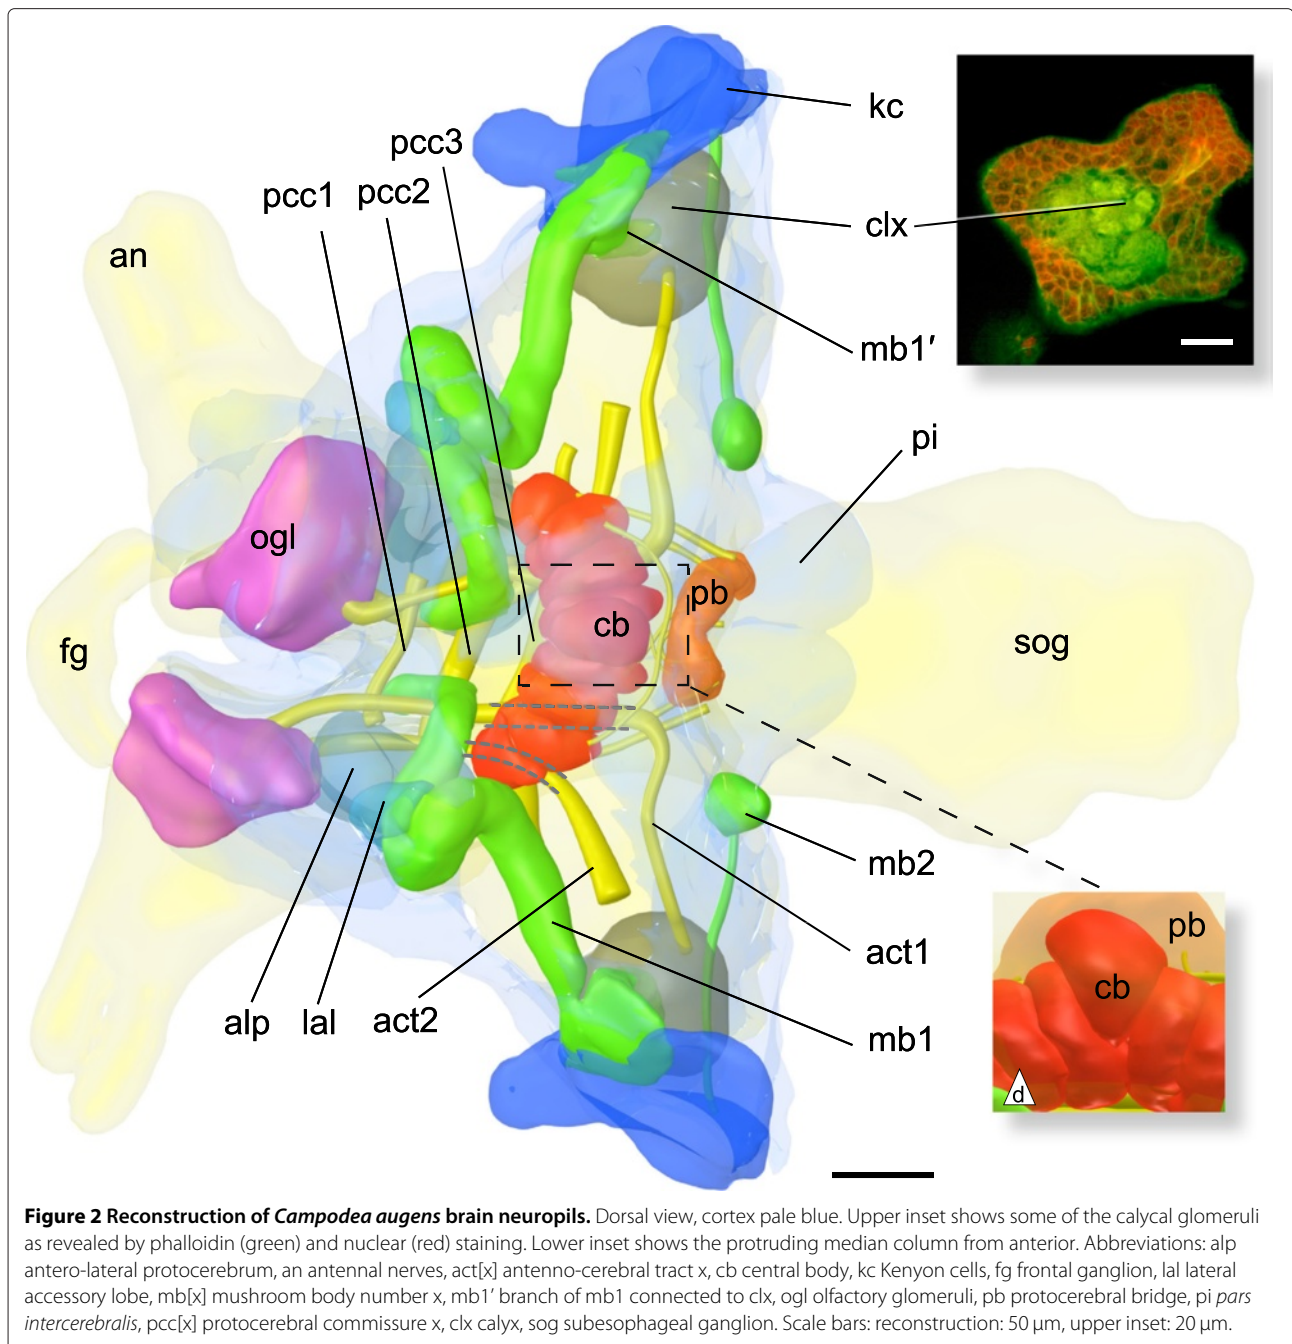 kc
pcc3
pcc1
pcc2
clx
an
mb1′
pi
ogl
pb
cb
fg
sog
mb2
pb
act1
cb
alp
lal
act2
mb1
d
Figure 2 Reconstruction of Campodea augens brain neuropils. Dorsal view, cortex pale blue. Upper inset shows some of the calycal glomeruli
as revealed by phalloidin (green) and nuclear (red) staining. Lower inset shows the protruding median column from anterior. Abbreviations: alp
antero-lateral protocerebrum, an antennal nerves, act[x] antenno-cerebral tract x, cb central body, kc Kenyon cells, fg frontal ganglion, lal lateral
accessory lobe, mb[x] mushroom body number x, mb1′ branch of mb1 connected to clx, ogl olfactory glomeruli, pb protocerebral bridge, pi pars
intercerebralis, pcc[x] protocerebral commissure x, clx calyx, sog subesophageal ganglion. Scale bars: reconstruction: 50 μm, upper inset: 20 μm.